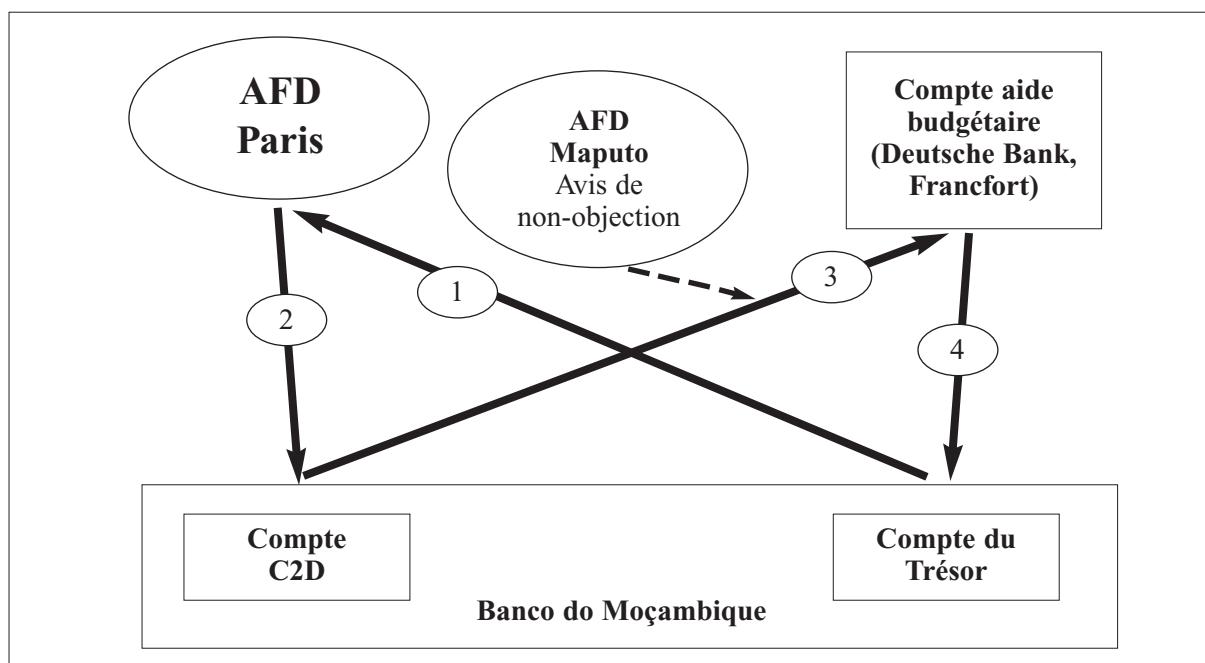 AFD
Paris
AFD
Maputo
Avis de
non-objection
Compte aide
budgétaire
(Deutsche Bank,
Francfort)
1
2
3
4
Compte
C2D
Compte du
Trésor
Banco do Moçambique